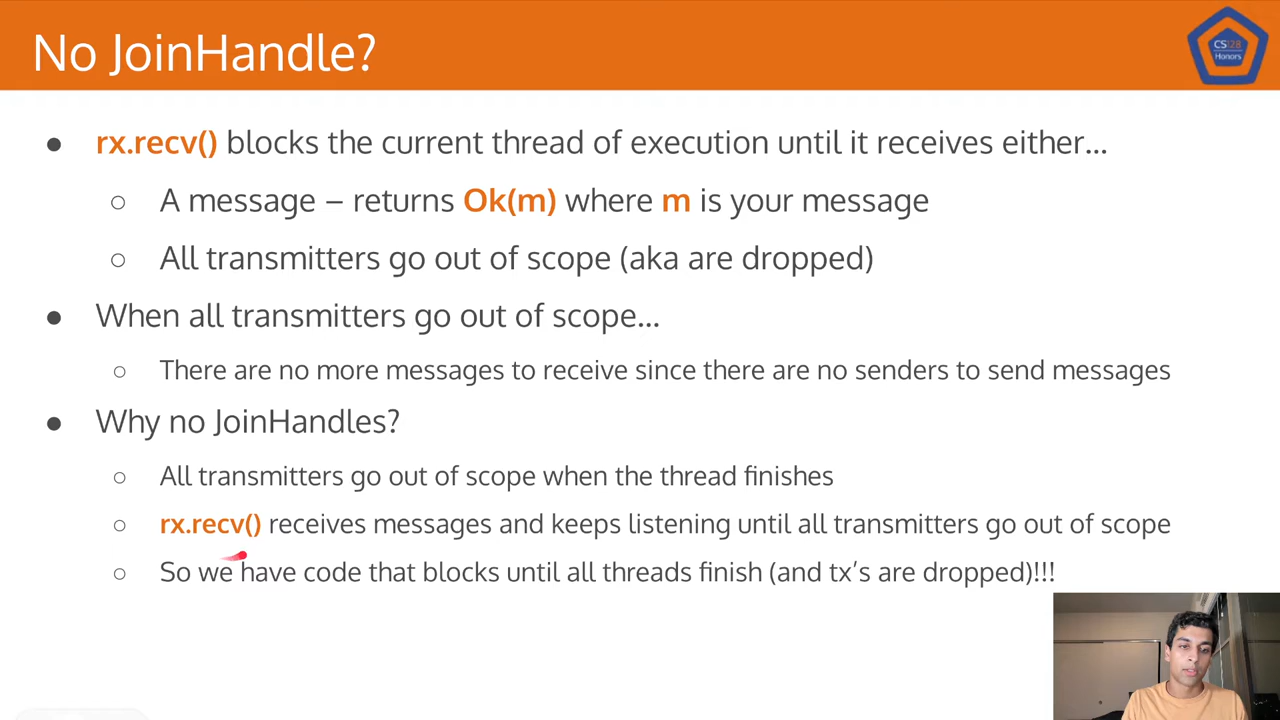 No JoinHandle?
CS128
Honors
● rx.recv() blocks the current thread of execution until it receives either...
○ A message – returns Ok(m) where m is your message
○ All transmitters go out of scope (aka are dropped)
● When all transmitters go out of scope...
○ There are no more messages to receive since there are no senders to send messages
● Why no JoinHandles?
○ All transmitters go out of scope when the thread finishes
○ rx.recv() receives messages and keeps listening until all transmitters go out of scope
○ So we have code that blocks until all threads finish (and tx’s are dropped)!!!